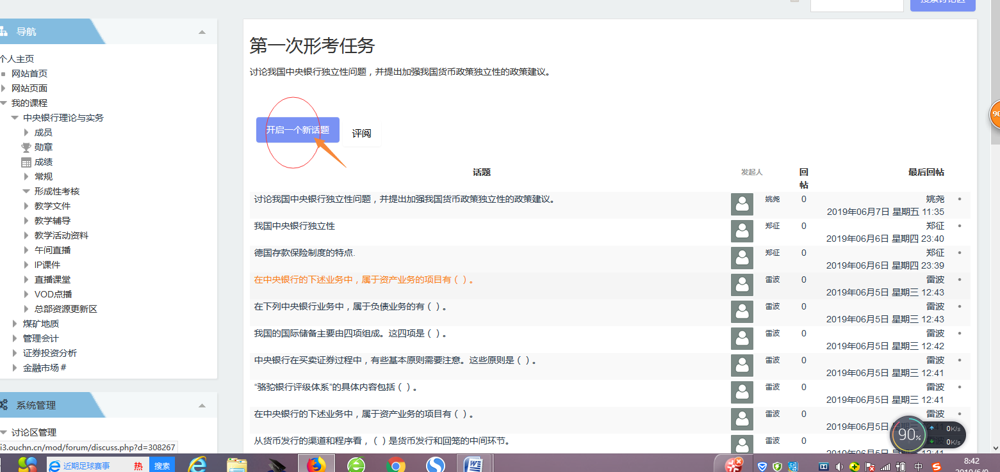 搜索讨论区
导航
个人主页
网站首页
网站页面
我的课程
中央银行理论与实务
成员
勋章
成绩
常规
形成性考核
教学文件
教学辅导
教学活动资料
午间直播
IP课件
直播课堂
VOD点播
总部资源更新区
煤矿地质
管理会计
证券投资分析
金融市场#
系统管理
讨论区管理
i3.ouchn.cn/mod/forum/discuss.php?d=308267
第一次形考任务
讨论我国中央银行独立性问题，并提出加强我国货币政策独立性的政策建议。
开启一个新话题 评阅
话题 发起人 回帖 最后回帖
讨论我国中央银行独立性问题，并提出加强我国货币政策独立性的政策建议。 姚尧 0 姚尧
2019年06月7日 星期五 11:35
我国中央银行独立性 郑征 0 郑征
2019年06月6日 星期四 23:40
德国存款保险制度的特点. 郑征 0 郑征
2019年06月6日 星期四 23:39
在中央银行的下述业务中，属于资产业务的项目有（ ）。 雷波 0 雷波
2019年06月5日 星期三 12:43
在下列中央银行业务中，属于负债业务的有（ ）。 雷波 0 雷波
2019年06月5日 星期三 12:43
我国的国际储备主要由四项组成。这四项是（ ）。 雷波 0 雷波
2019年06月5日 星期三 12:42
中央银行在买卖证券过程中，有些基本原则需要注意。这些原则是（ ）。 雷波 0 雷波
2019年06月5日 星期三 12:41
“骆驼银行评级体系”的具体内容包括（ ）。 雷波 0 雷波
2019年06月5日 星期三 12:41
在中央银行的下述业务中，属于资产业务的项目有（ ）。 雷波 0 雷波
2019年06月5日 星期三 12:41
从货币发行的渠道和程序看，（ ）是货币发行和回笼的中间环节。 雷波 0
90
90%
0K/s
0K/s
近期足球赛事 热 搜索
中
8:42